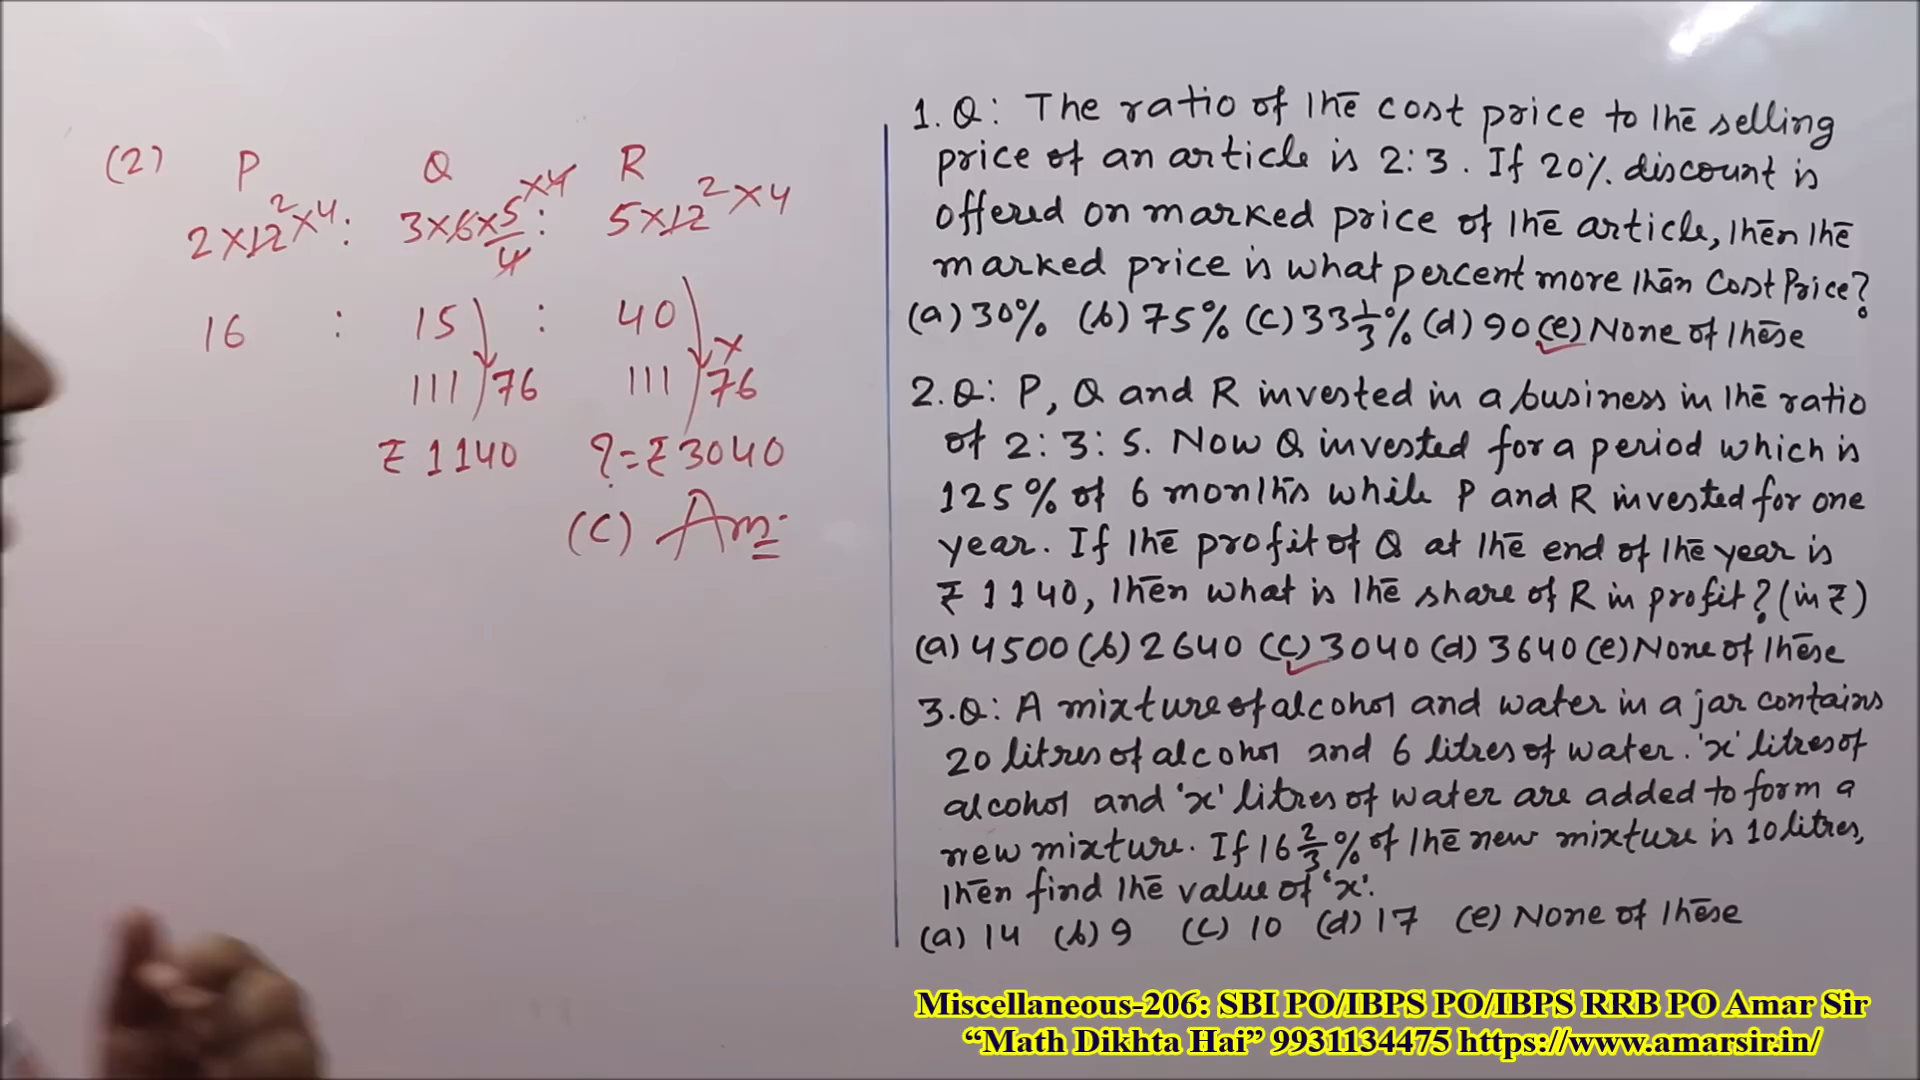 (2) P Q R
2×12²×4 : 3×6×5/4×4 : 5×12²×4
16 : 15 : 40
111 76 111 ×76
₹1140 ?=₹3040
(C) Ans
1. Q: The ratio of the cost price to the selling
price of an article is 2:3. If 20% discount is
offered on marked price of the article, then the
marked price is what percent more than Cost Price?
(a) 30% (b) 75% (c) 33 1/3% (d) 90 (e) None of these
2. Q: P, Q and R invested in a business in the ratio
of 2:3:5. Now Q invested for a period which is
125% of 6 months while P and R invested for one
year. If the profit of Q at the end of the year is
₹1140, then what is the share of R in profit? (in ₹)
(a) 4500 (b) 2640 (c) 3040 (d) 3640 (e) None of these
3. Q: A mixture of alcohol and water in a jar contains
20 litres of alcohol and 6 litres of water. 'x' litres of
alcohol and 'x' litres of water are added to form a
new mixture. If 16 2/3% of the new mixture is 10 litres,
then find the value of 'x'.
(a) 14 (b) 9 (c) 10 (d) 17 (e) None of these
Miscellaneous-206: SBI PO/IBPS PO/IBPS RRB PO Amar Sir
“Math Dikhta Hai” 9931134475 https://www.amarsir.in/